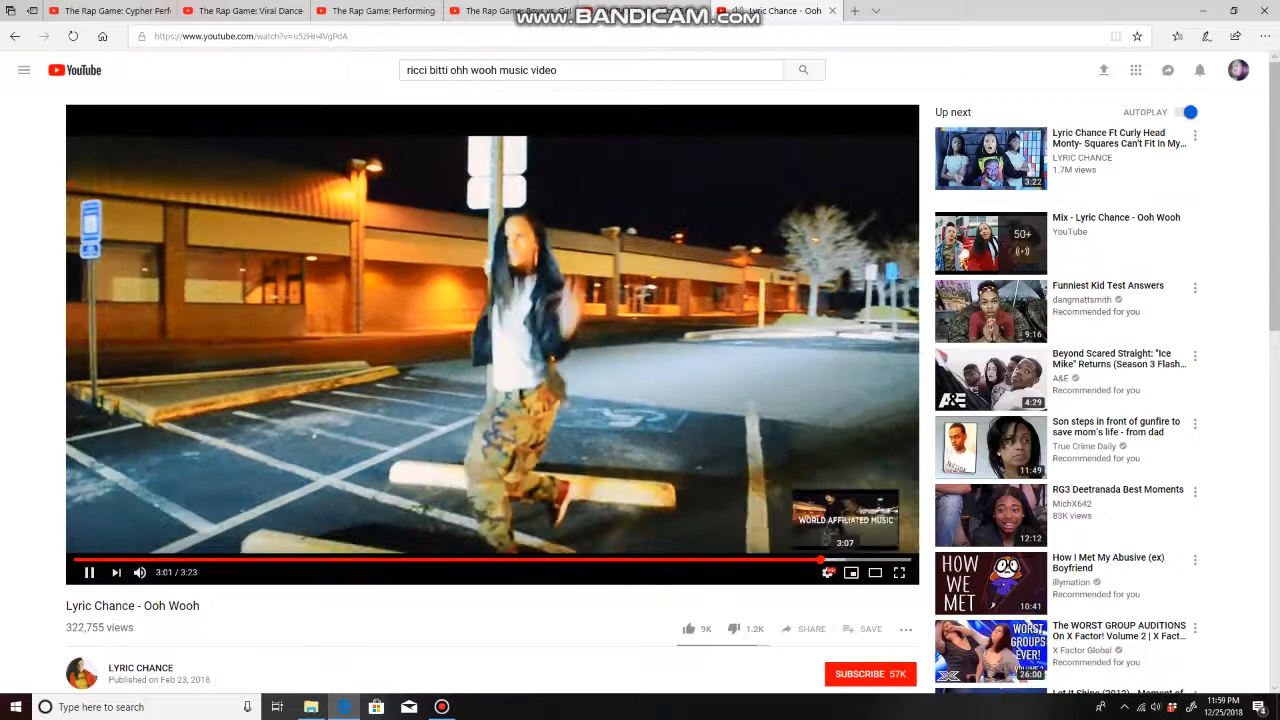 The Rap Game: Cypher Perf
The Rap Game: Viral Dance
The Rap Game: Performing
Lyric Chance - Ooh
WWW.BANDICAM.COM
https://www.youtube.com/watch?v=u5zHn4VgPdA
YouTube
ricci bitti ohh wooh music video
Up next
AUTOPLAY
Lyric Chance Ft Curly Head
Monty- Squares Can't Fit In My...
LYRIC CHANCE
1.7M views
3:22
Mix - Lyric Chance - Ooh Wooh
YouTube
50+
Funniest Kid Test Answers
dangmattsmith
Recommended for you
9:16
Beyond Scared Straight: "Ice
Mike" Returns (Season 3 Flash...
A&E
Recommended for you
A&E
4:29
Son steps in front of gunfire to
save mom's life - from dad
True Crime Daily
Recommended for you
11:49
RG3 Deetranada Best Moments
MichX642
83K views
12:12
How I Met My Abusive (ex)
Boyfriend
illymation
Recommended for you
HOW
WE
MET
10:41
The WORST GROUP AUDITIONS
On X Factor! Volume 2 | X Fact...
X Factor Global
Recommended for you
WORST
GROUPS
EVER!
VOLUME 2
26:00
WORLD AFFILIATED MUSIC
3:07
3:01 / 3:23
Lyric Chance - Ooh Wooh
322,755 views
9K
1.2K
SHARE
SAVE
LYRIC CHANCE
Published on Feb 23, 2018
SUBSCRIBE 57K
Type here to search
11:59 PM
12/25/2018